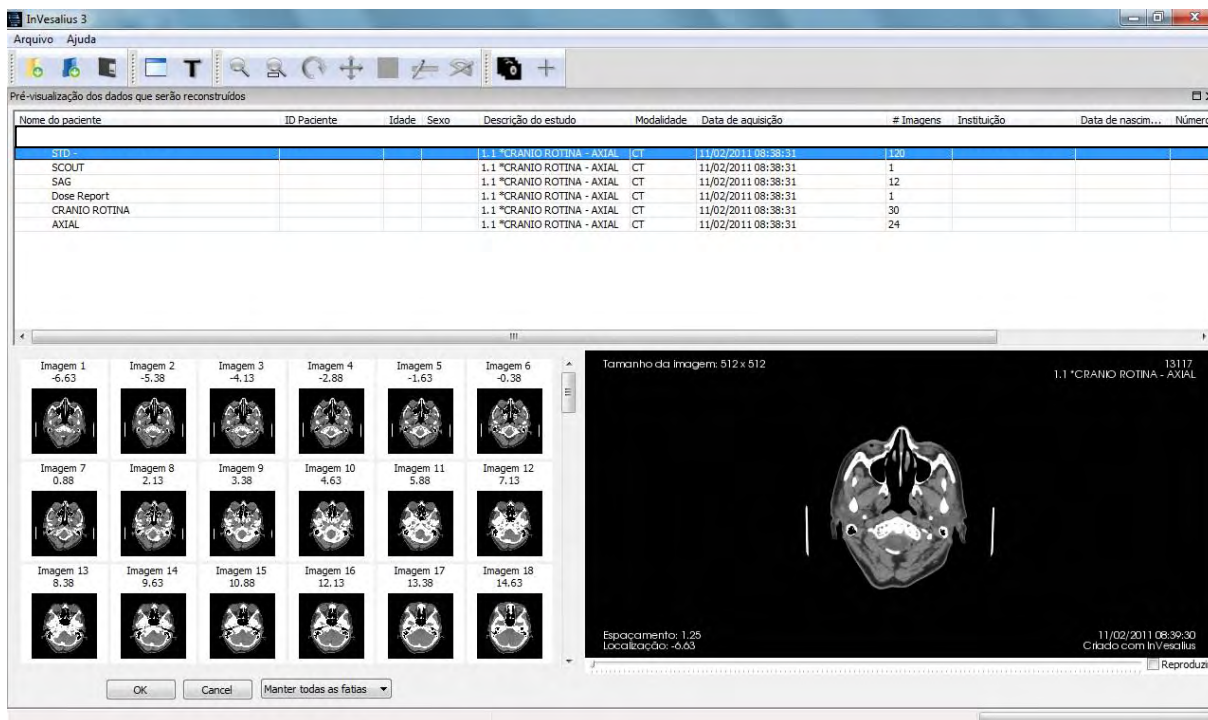 InVesalius 3
Arquivo Ajuda
T
Pré-visualização dos dados que serão reconstruídos
Nome do paciente ID Paciente Idade Sexo Descrição do estudo Modalidade Data de aquisição # Imagens Instituição Data de nascim... Número
STD - 1.1 *CRANIO ROTINA - AXIAL CT 11/02/2011 08:38:31 120
SCOUT 1.1 *CRANIO ROTINA - AXIAL CT 11/02/2011 08:38:31 1
SAG 1.1 *CRANIO ROTINA - AXIAL CT 11/02/2011 08:38:31 12
Dose Report 1.1 *CRANIO ROTINA - AXIAL CT 11/02/2011 08:38:31 1
CRANIO ROTINA 1.1 *CRANIO ROTINA - AXIAL CT 11/02/2011 08:38:31 30
AXIAL 1.1 *CRANIO ROTINA - AXIAL CT 11/02/2011 08:38:31 24
Imagem 1 Imagem 2 Imagem 3 Imagem 4 Imagem 5 Imagem 6
-6.63 -5.38 -4.13 -2.88 -1.63 -0.38
Imagem 7 Imagem 8 Imagem 9 Imagem 10 Imagem 11 Imagem 12
0.88 2.13 3.38 4.63 5.88 7.13
Imagem 13 Imagem 14 Imagem 15 Imagem 16 Imagem 17 Imagem 18
8.38 9.63 10.88 12.13 13.38 14.63
Tamanho da imagem: 512 x 512
13117
1.1 *CRANIO ROTINA - AXIAL
Espaçamento: 1.25
Localização: -6.63
11/02/2011 08:39:30
Criado com InVesalius
Reproduzi
OK Cancel Manter todas as fatias